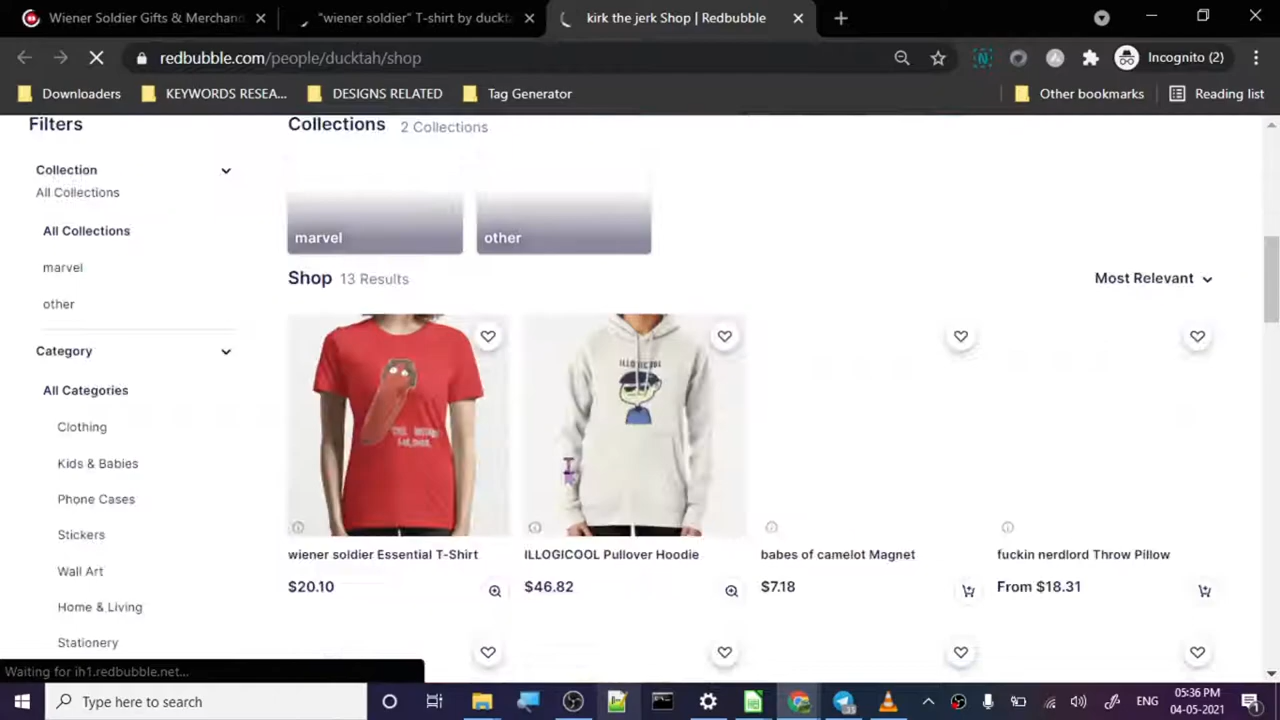 Wiener Soldier Gifts & Merchand
"wiener soldier" T-shirt by duckt
kirk the jerk Shop | Redbubble
redbubble.com/people/ducktah/shop
Incognito (2)
Downloaders
KEYWORDS RESEA...
DESIGNS RELATED
Tag Generator
Other bookmarks
Reading list
Filters
Collections 2 Collections
Collection
All Collections
All Collections
marvel
other
marvel
other
Shop 13 Results
Most Relevant
Category
All Categories
Clothing
Kids & Babies
Phone Cases
Stickers
Wall Art
Home & Living
Stationery
ILLOGICOOL
wiener soldier Essential T-Shirt
$20.10
ILLOGICOOL Pullover Hoodie
$46.82
babes of camelot Magnet
$7.18
fuckin nerdlord Throw Pillow
From $18.31
Waiting for ih1.redbubble.net...
Type here to search
ENG
05:36 PM
04-05-2021